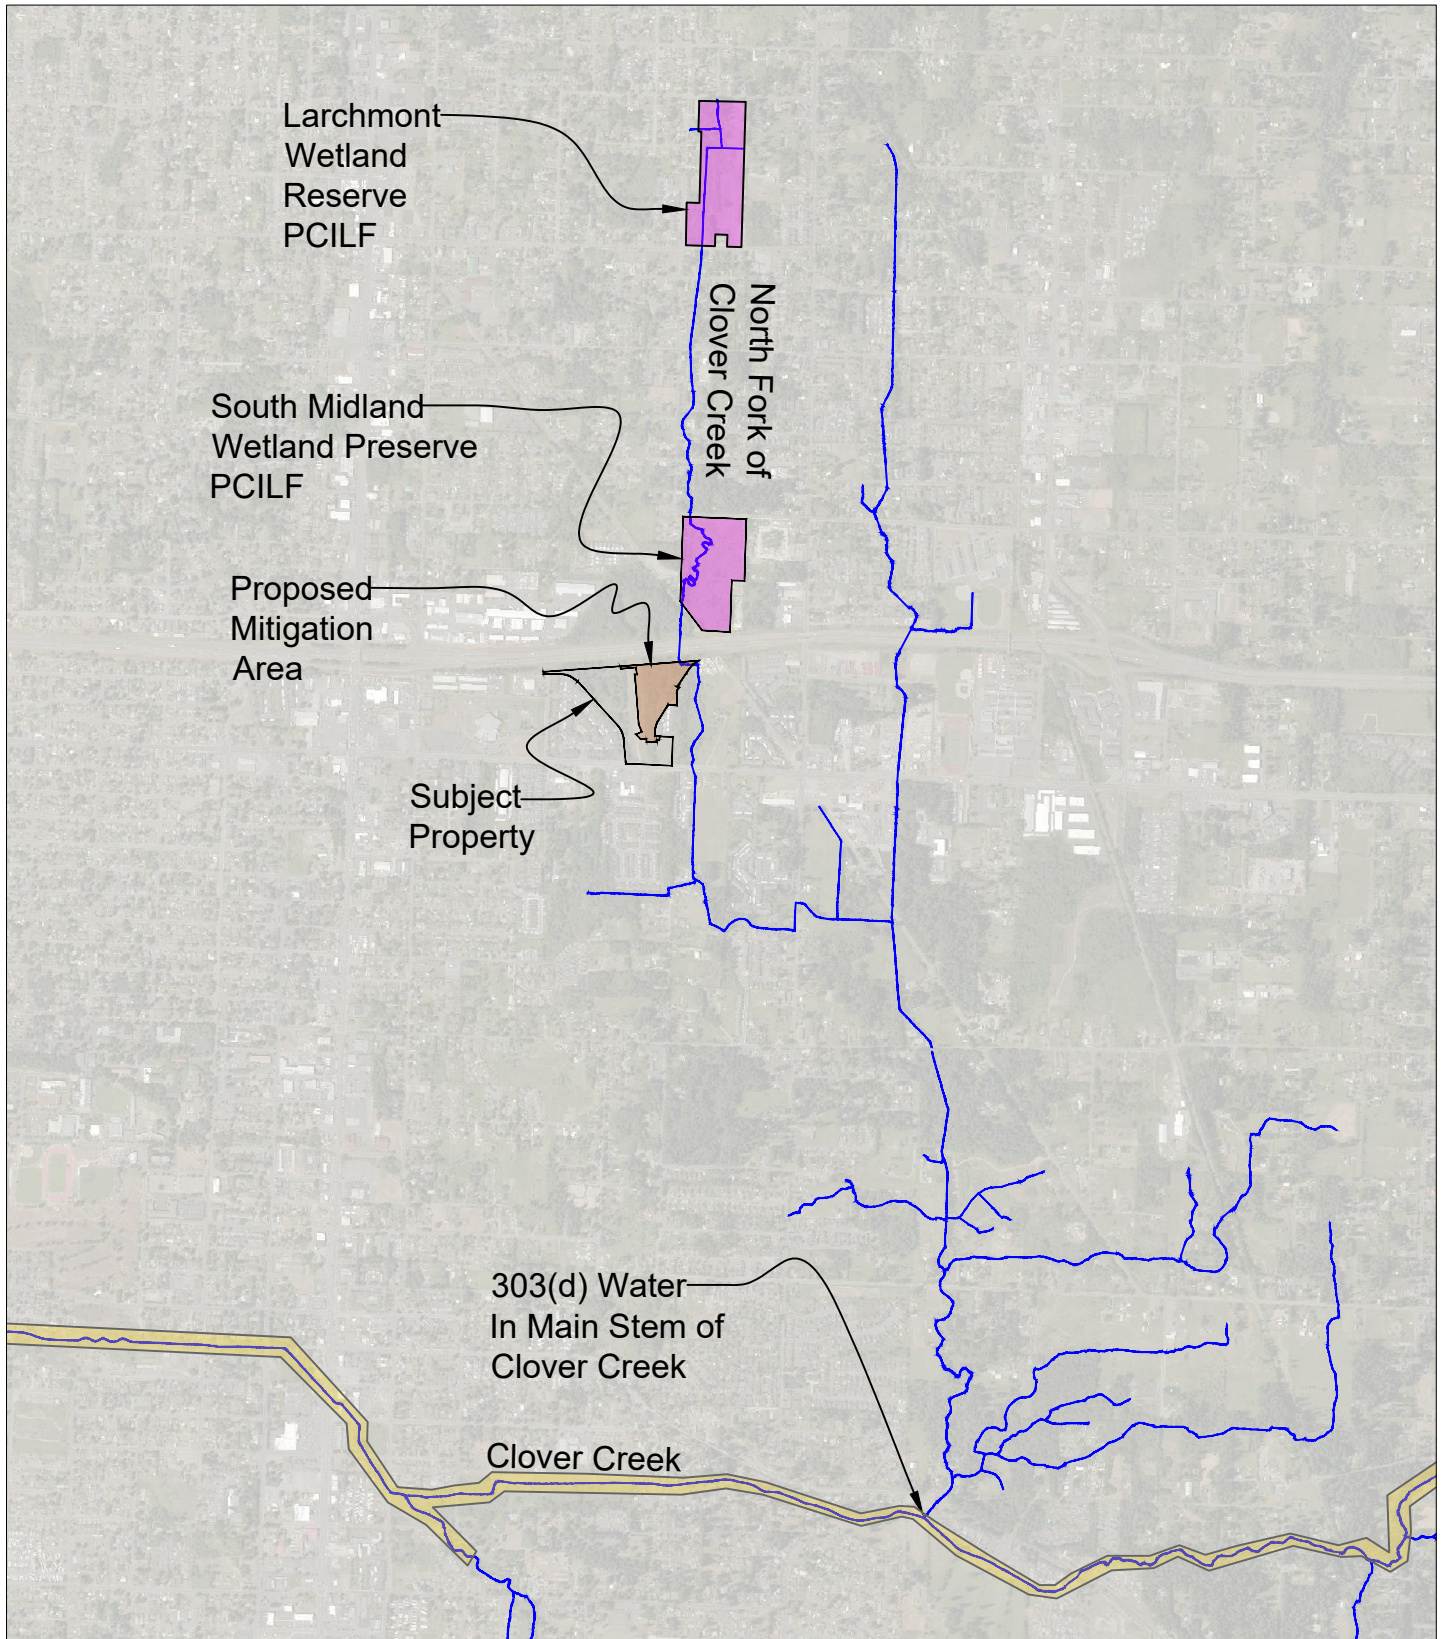 Larchmont
Wetland
Reserve
PCILF
North Fork of
Clover Creek
South Midland
Wetland Preserve
PCILF
Proposed
Mitigation
Area
Subject
Property
303(d) Water
In Main Stem of
Clover Creek
Clover Creek